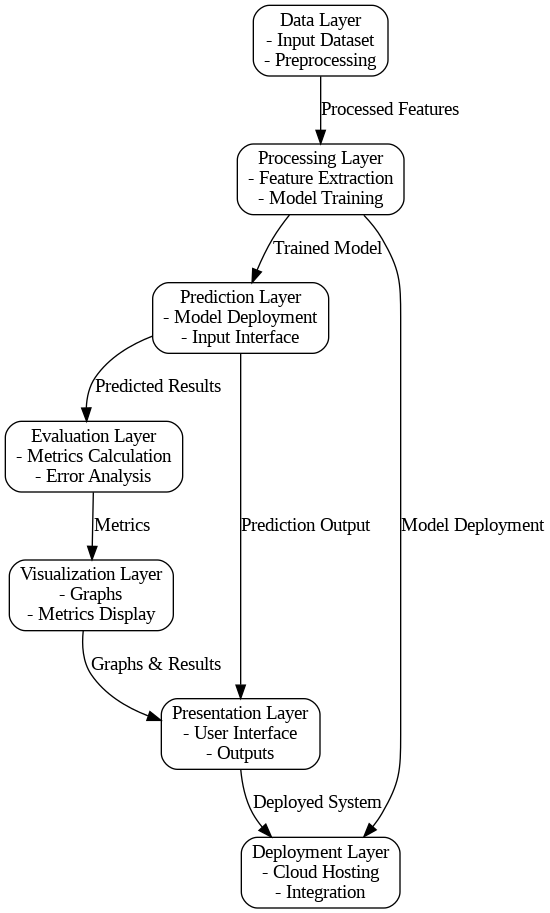 Data Layer
- Input Dataset
- Preprocessing
Processed Features
Processing Layer
- Feature Extraction
- Model Training
Trained Model
Prediction Layer
- Model Deployment
- Input Interface
Predicted Results
Evaluation Layer
- Metrics Calculation
- Error Analysis
Metrics
Prediction Output
Model Deployment
Visualization Layer
- Graphs
- Metrics Display
Graphs & Results
Presentation Layer
- User Interface
- Outputs
Deployed System
Deployment Layer
- Cloud Hosting
- Integration